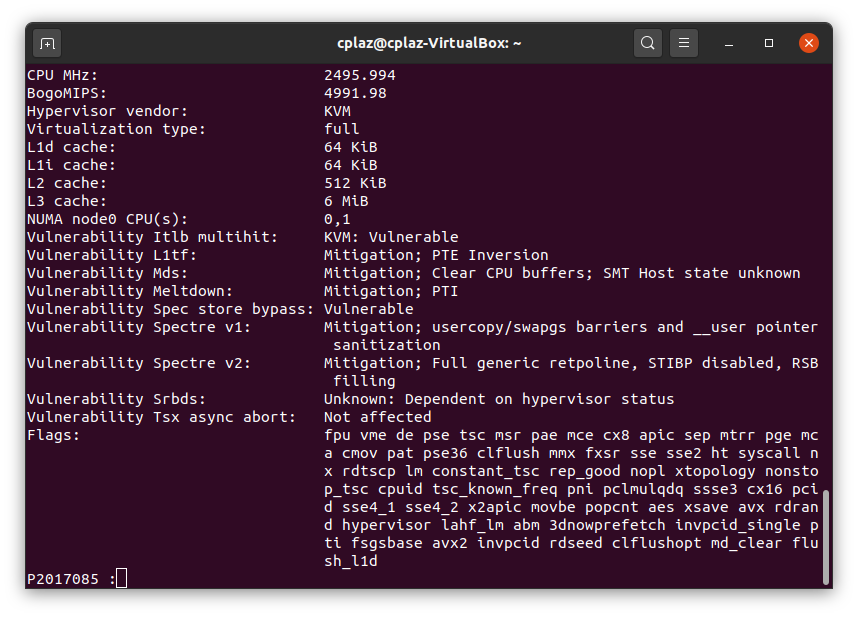 cplaz@cplaz-VirtualBox: ~
CPU MHz: 2495.994
BogoMIPS: 4991.98
Hypervisor vendor: KVM
Virtualization type: full
L1d cache: 64 KiB
L1i cache: 64 KiB
L2 cache: 512 KiB
L3 cache: 6 MiB
NUMA node0 CPU(s): 0,1
Vulnerability Itlb multihit: KVM: Vulnerable
Vulnerability L1tf: Mitigation; PTE Inversion
Vulnerability Mds: Mitigation; Clear CPU buffers; SMT Host state unknown
Vulnerability Meltdown: Mitigation; PTI
Vulnerability Spec store bypass: Vulnerable
Vulnerability Spectre v1: Mitigation; usercopy/swapgs barriers and __user pointer
sanitization
Vulnerability Spectre v2: Mitigation; Full generic retpoline, STIBP disabled, RSB
filling
Vulnerability Srbds: Unknown: Dependent on hypervisor status
Vulnerability Tsx async abort: Not affected
Flags: fpu vme de pse tsc msr pae mce cx8 apic sep mtrr pge mc
a cmov pat pse36 clflush mmx fxsr sse sse2 ht syscall n
x rdtscp lm constant_tsc rep_good nopl xtopology nonsto
p_tsc cpuid tsc_known_freq pni pclmulqdq ssse3 cx16 pci
d sse4_1 sse4_2 x2apic movbe popcnt aes xsave avx rdran
d hypervisor lahf_lm abm 3dnowprefetch invpcid_single p
ti fsgsbase avx2 invpcid rdseed clflushopt md_clear flu
sh_l1d
P2017085 :